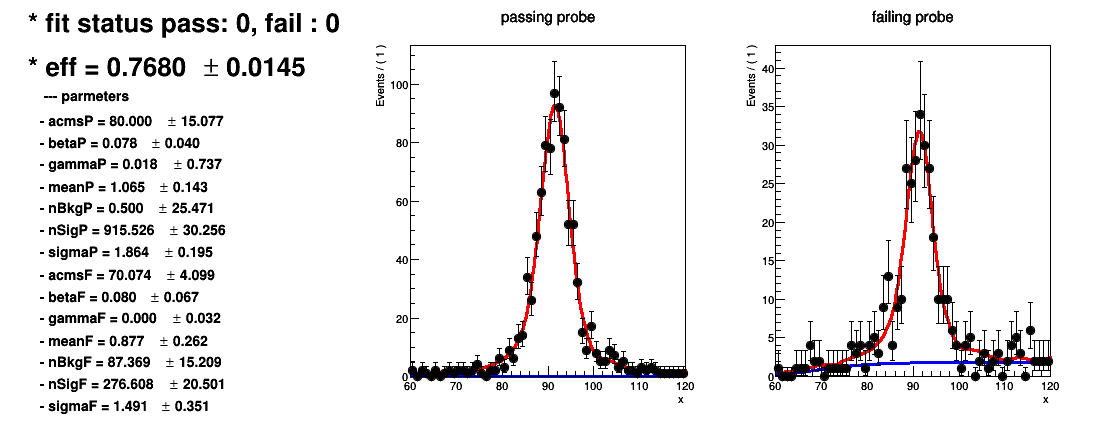 * fit status pass: 0, fail : 0
* eff = 0.7680 ± 0.0145
--- parmeters
- acmsP = 80.000 ± 15.077
- betaP = 0.078 ± 0.040
- gammaP = 0.018 ± 0.737
- meanP = 1.065 ± 0.143
- nBkgP = 0.500 ± 25.471
- nSigP = 915.526 ± 30.256
- sigmaP = 1.864 ± 0.195
- acmsF = 70.074 ± 4.099
- betaF = 0.080 ± 0.067
- gammaF = 0.000 ± 0.032
- meanF = 0.877 ± 0.262
- nBkgF = 87.369 ± 15.209
- nSigF = 276.608 ± 20.501
- sigmaF = 1.491 ± 0.351
passing probe
Events / ( 1 )
100
80
60
40
20
0
60 70 80 90 100 110 120
x
failing probe
Events / ( 1 )
40
35
30
25
20
15
10
5
0
60 70 80 90 100 110 120
x